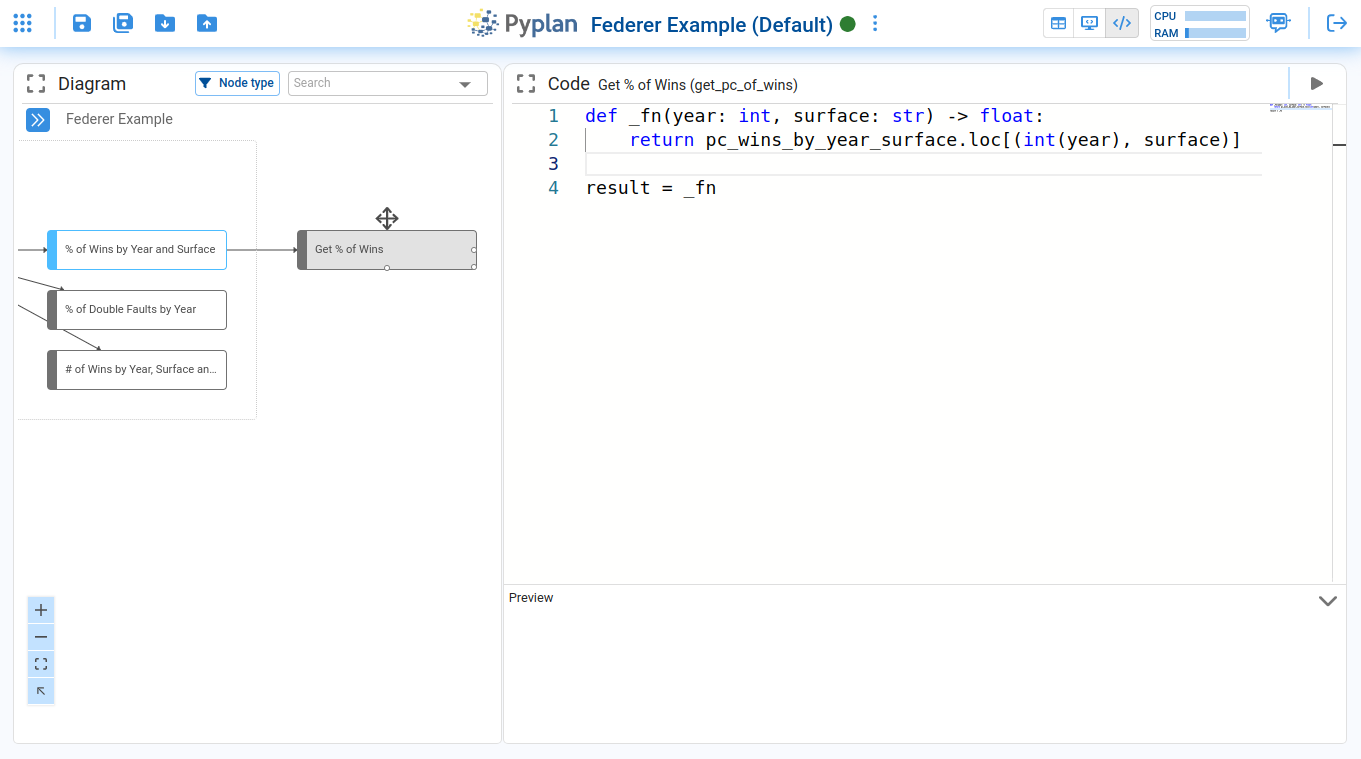 Pyplan Federer Example (Default)
CPU
RAM
Diagram
Node type
Search
Federer Example
% of Wins by Year and Surface
Get % of Wins
% of Double Faults by Year
# of Wins by Year, Surface an...
Code Get % of Wins (get_pc_of_wins)
1 def _fn(year: int, surface: str) -> float:
2     return pc_wins_by_year_surface.loc[(int(year), surface)]
3
4 result = _fn
Preview